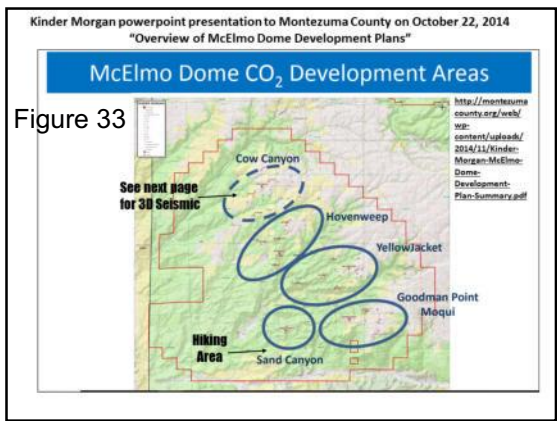 Kinder Morgan powerpoint presentation to Montezuma County on October 22, 2014
“Overview of McElmo Dome Development Plans”
McElmo Dome CO₂ Development Areas
Figure 33
http://montezuma
county.org/web/
wp-
content/uploads/
2014/11/Kinder-
Morgan-McElmo-
Dome-
Development-
Plan-Summary.pdf
Cow Canyon
See next page
for 3D Seismic
Hovenweep
YellowJacket
Goodman Point
Moqui
Hiking
Area
Sand Canyon